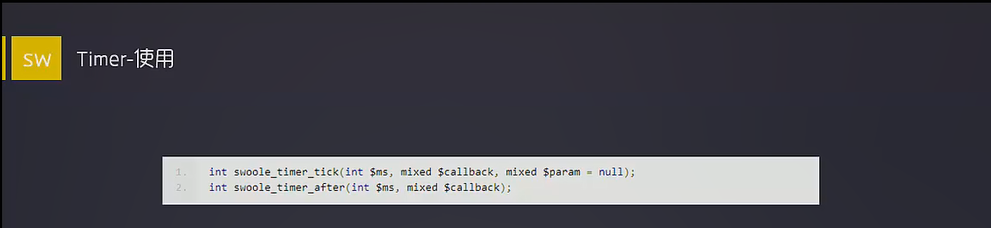 SW
Timer-使用
1. int swoole_timer_tick(int $ms, mixed $callback, mixed $param = null);
2. int swoole_timer_after(int $ms, mixed $callback);